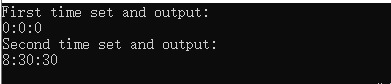 First time set and output:
0:0:0
Second time set and output:
8:30:30